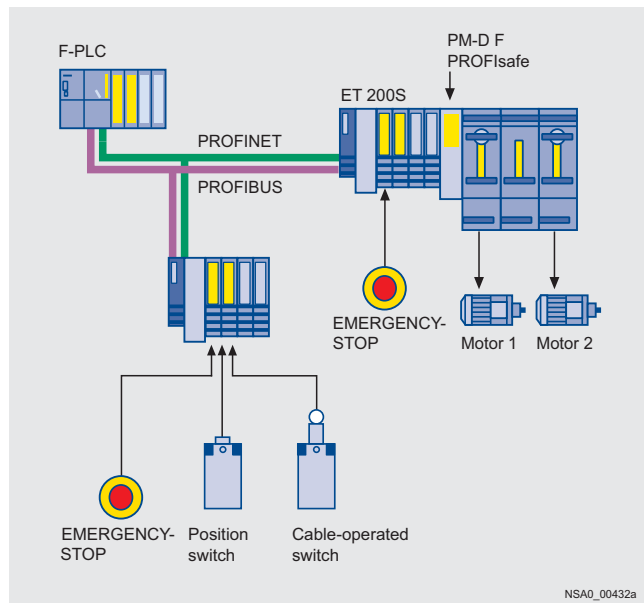 F-PLC
PM-D F
PROFIsafe
ET 200S
PROFINET
PROFIBUS
EMERGENCY-
STOP
Motor 1
Motor 2
EMERGENCY-
STOP
Position
switch
Cable-operated
switch
NSA0_00432a